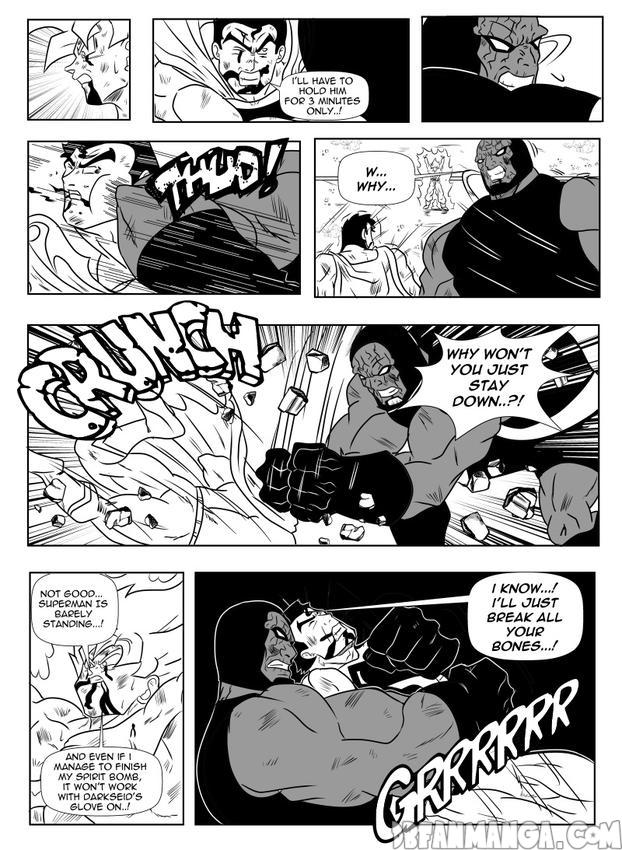 I'LL HAVE TO
HOLD HIM
FOR 3 MINUTES
ONLY..!
THUD!
W...
WHY...
CRUNCH
WHY WON'T
YOU JUST
STAY
DOWN..?!
NOT GOOD...
SUPERMAN IS
BARELY
STANDING...!
AND EVEN IF I
MANAGE TO FINISH
MY SPIRIT BOMB,
IT WON'T WORK
WITH DARKSEID'S
GLOVE ON..!
I KNOW...!
I'LL JUST
BREAK ALL
YOUR
BONES...!
GRRRRRR
DBFANMANGA.COM